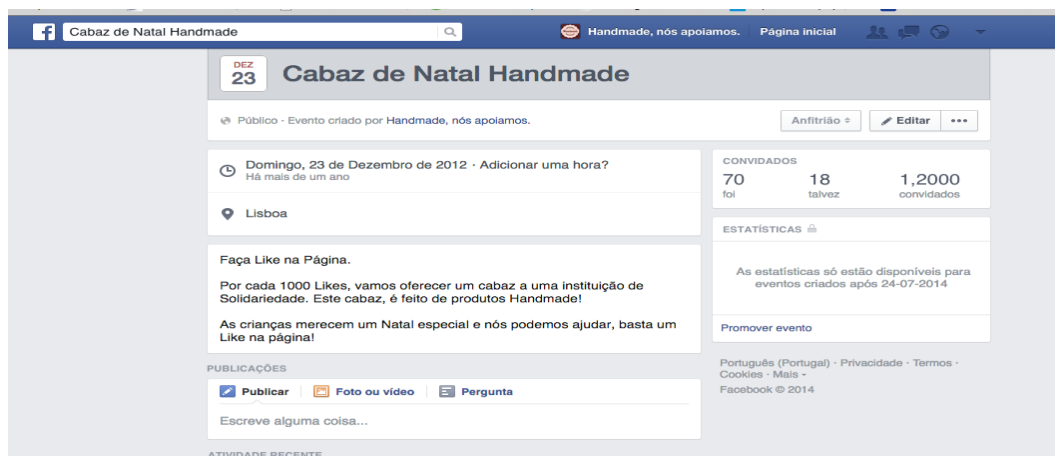 Cabaz de Natal Handmade
Handmade, nós apoiamos. Página inicial
DEZ
23
Cabaz de Natal Handmade
Público · Evento criado por Handmade, nós apoiamos.
Anfitrião
Editar
Domingo, 23 de Dezembro de 2012 · Adicionar uma hora?
Há mais de um ano
Lisboa
Faça Like na Página.
Por cada 1000 Likes, vamos oferecer um cabaz a uma instituição de
Solidariedade. Este cabaz, é feito de produtos Handmade!
As crianças merecem um Natal especial e nós podemos ajudar, basta um
Like na página!
PUBLICAÇÕES
Publicar Foto ou vídeo Pergunta
Escreve alguma coisa...
ATIVIDADE RECENTE
CONVIDADOS
70 18 1,2000
foi talvez convidados
ESTATÍSTICAS
As estatísticas só estão disponíveis para
eventos criados após 24-07-2014
Promover evento
Português (Portugal) · Privacidade · Termos ·
Cookies · Mais
Facebook © 2014